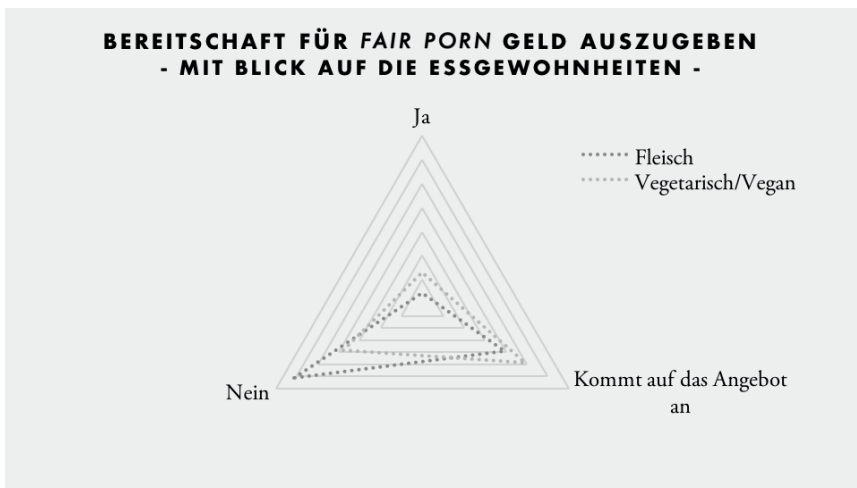 BEREITSCHAFT FÜR FAIR PORN GELD AUSZUGEBEN
- MIT BLICK AUF DIE ESSGEWOHNHEITEN -
Ja
Fleisch
Vegetarisch/Vegan
Nein
Kommt auf das Angebot
an